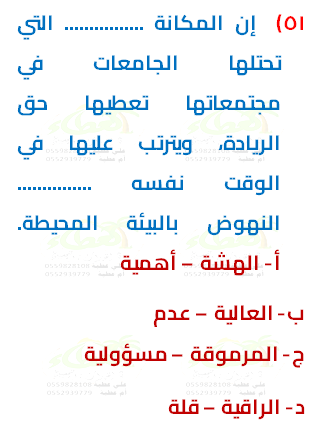 ٥١) إن المكانة ................ التي
تحتلها الجامعات في
مجتمعاتها تعطيها حق
الريادة، ويترتب عليها في
الوقت نفسه ...............
النهوض بالبيئة المحيطة.
أ- الهشة – أهمية
ب- العالية – عدم
ج- المرموقة – مسؤولية
د- الراقية – قلة